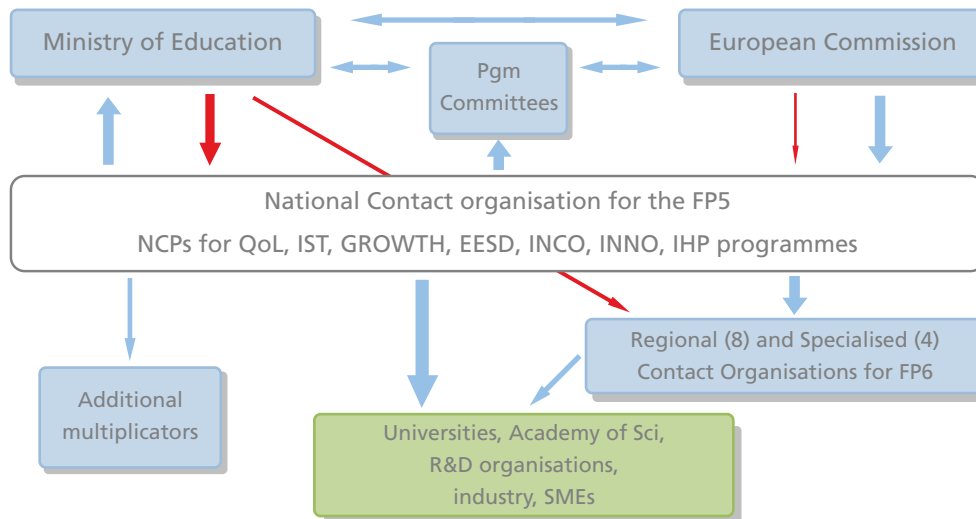 Ministry of Education
European Commission
Pgm
Committees
National Contact organisation for the FP5
NCPs for QoL, IST, GROWTH, EESD, INCO, INNO, IHP programmes
Regional (8) and Specialised (4)
Contact Organisations for FP6
Additional
multiplicators
Universities, Academy of Sci,
R&D organisations,
industry, SMEs